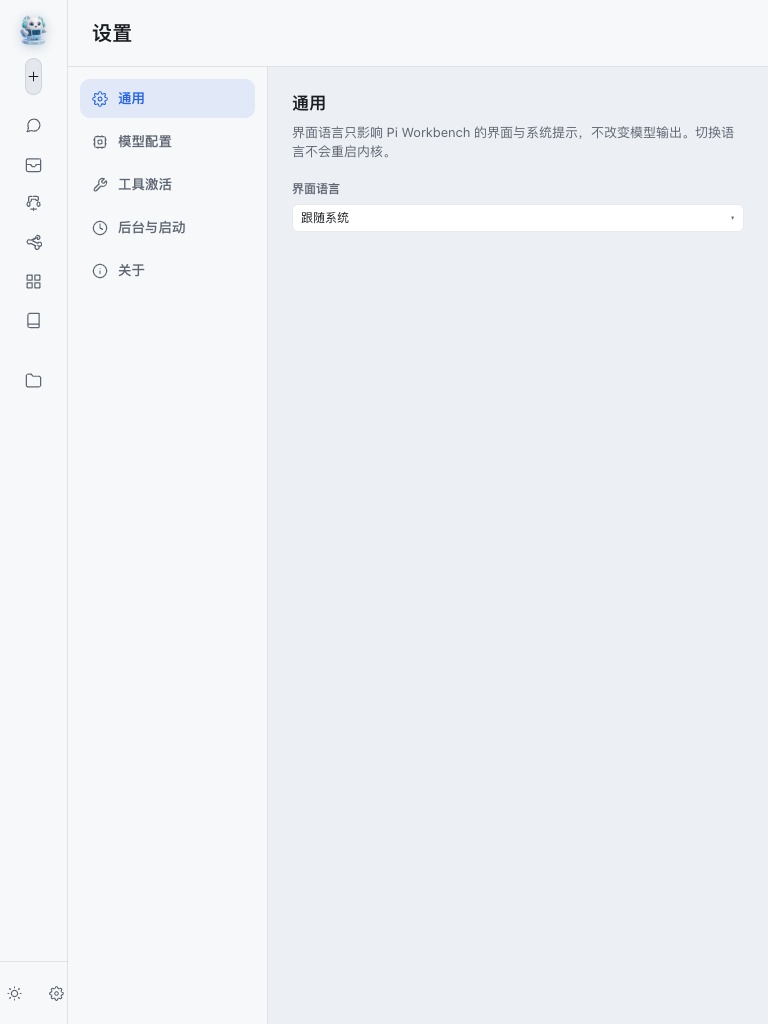 设置
通用
模型配置
工具激活
后台与启动
关于
通用
界面语言只影响 Pi Workbench 的界面与系统提示，不改变模型输出。切换语
言不会重启内核。
界面语言
跟随系统